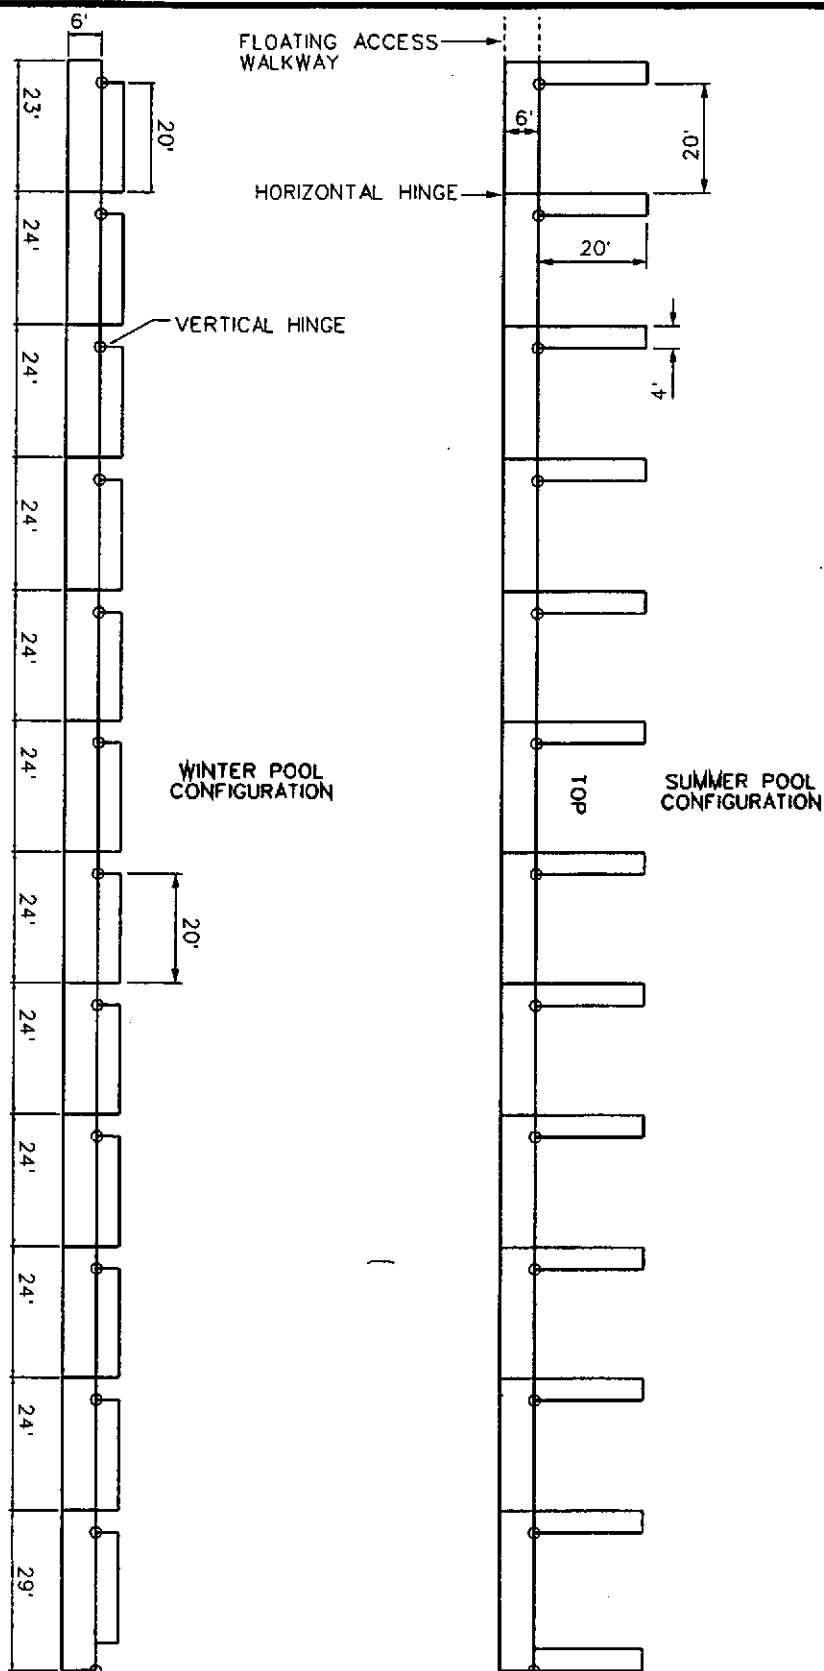 6'
FLOATING ACCESS
WALKWAY
23'
20'
6'
20'
HORIZONTAL HINGE
24'
20'
VERTICAL HINGE
24'
4'
24'
24'
24'
WINTER POOL
CONFIGURATION
TOP
SUMMER POOL
CONFIGURATION
24'
20'
24'
24'
24'
24'
29'